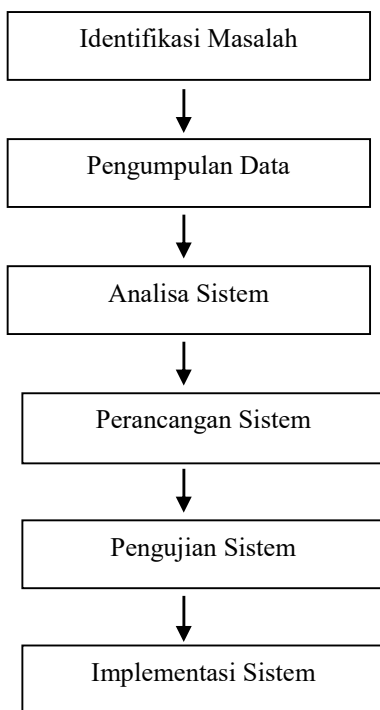 Identifikasi Masalah
Pengumpulan Data
Analisa Sistem
Perancangan Sistem
Pengujian Sistem
Implementasi Sistem